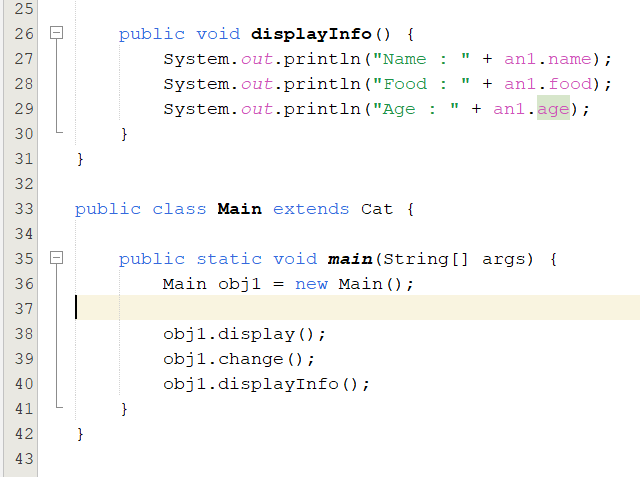 25
26 public void displayInfo() {
27 System.out.println("Name : " + an1.name);
28 System.out.println("Food : " + an1.food);
29 System.out.println("Age : " + an1.age);
30 }
31 }
32
33 public class Main extends Cat {
34
35 public static void main(String[] args) {
36 Main obj1 = new Main();
37
38 obj1.display();
39 obj1.change();
40 obj1.displayInfo();
41 }
42 }
43